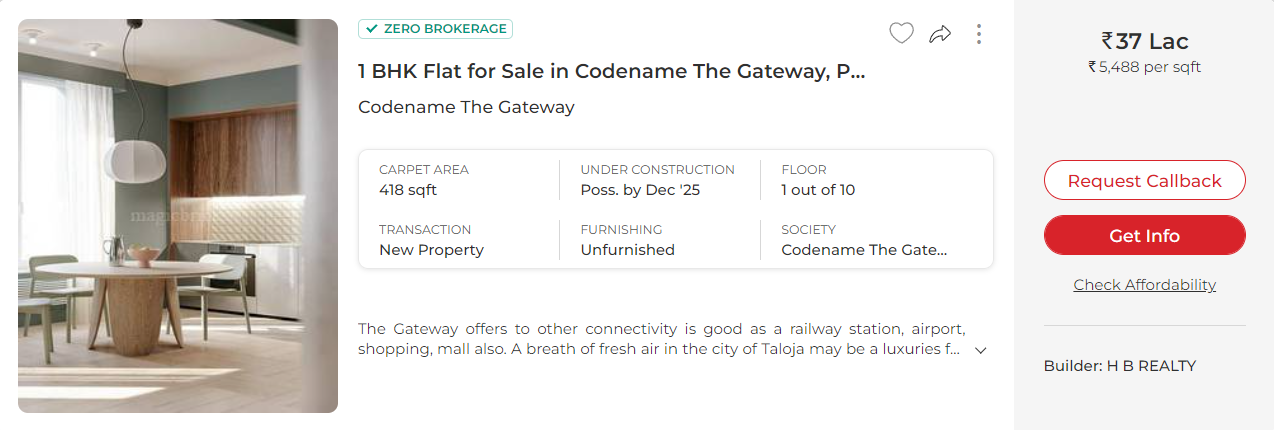 ZERO BROKERAGE
1 BHK Flat for Sale in Codename The Gateway, P...
Codename The Gateway
CARPET AREA
418 sqft
UNDER CONSTRUCTION
Poss. by Dec '25
FLOOR
1 out of 10
TRANSACTION
New Property
FURNISHING
Unfurnished
SOCIETY
Codename The Gate...
The Gateway offers to other connectivity is good as a railway station, airport,
shopping, mall also. A breath of fresh air in the city of Taloja may be a luxuries f...
₹37 Lac
₹5,488 per sqft
Request Callback
Get Info
Check Affordability
Builder: H B REALTY